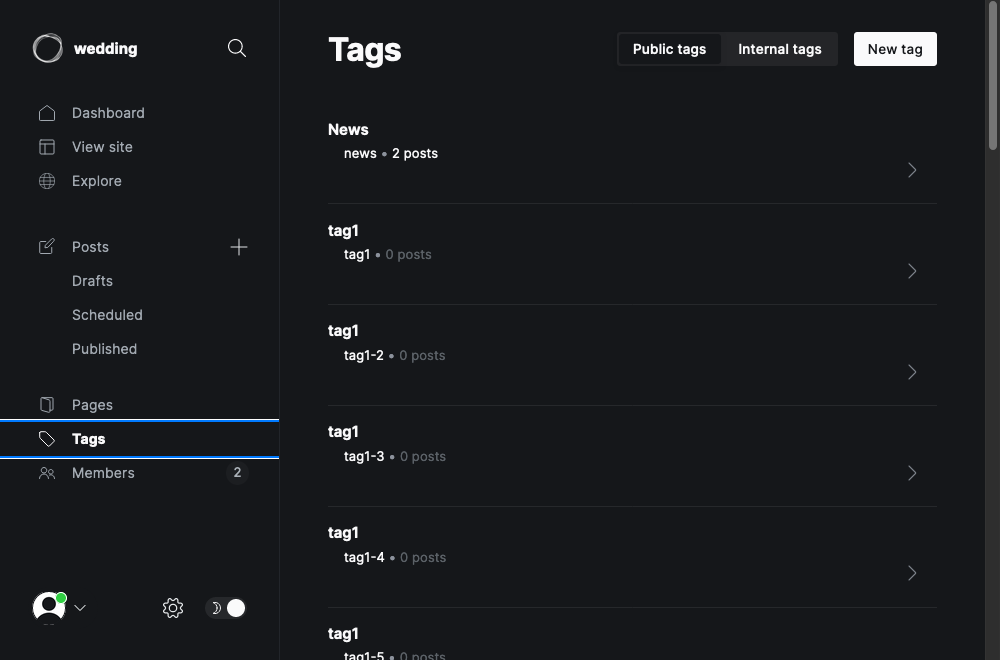 wedding
Dashboard
View site
Explore
Posts
Drafts
Scheduled
Published
Pages
Tags
Members 2
Tags
Public tags Internal tags New tag
News
news • 2 posts
tag1
tag1 • 0 posts
tag1
tag1-2 • 0 posts
tag1
tag1-3 • 0 posts
tag1
tag1-4 • 0 posts
tag1
tag1-5 • 0 posts